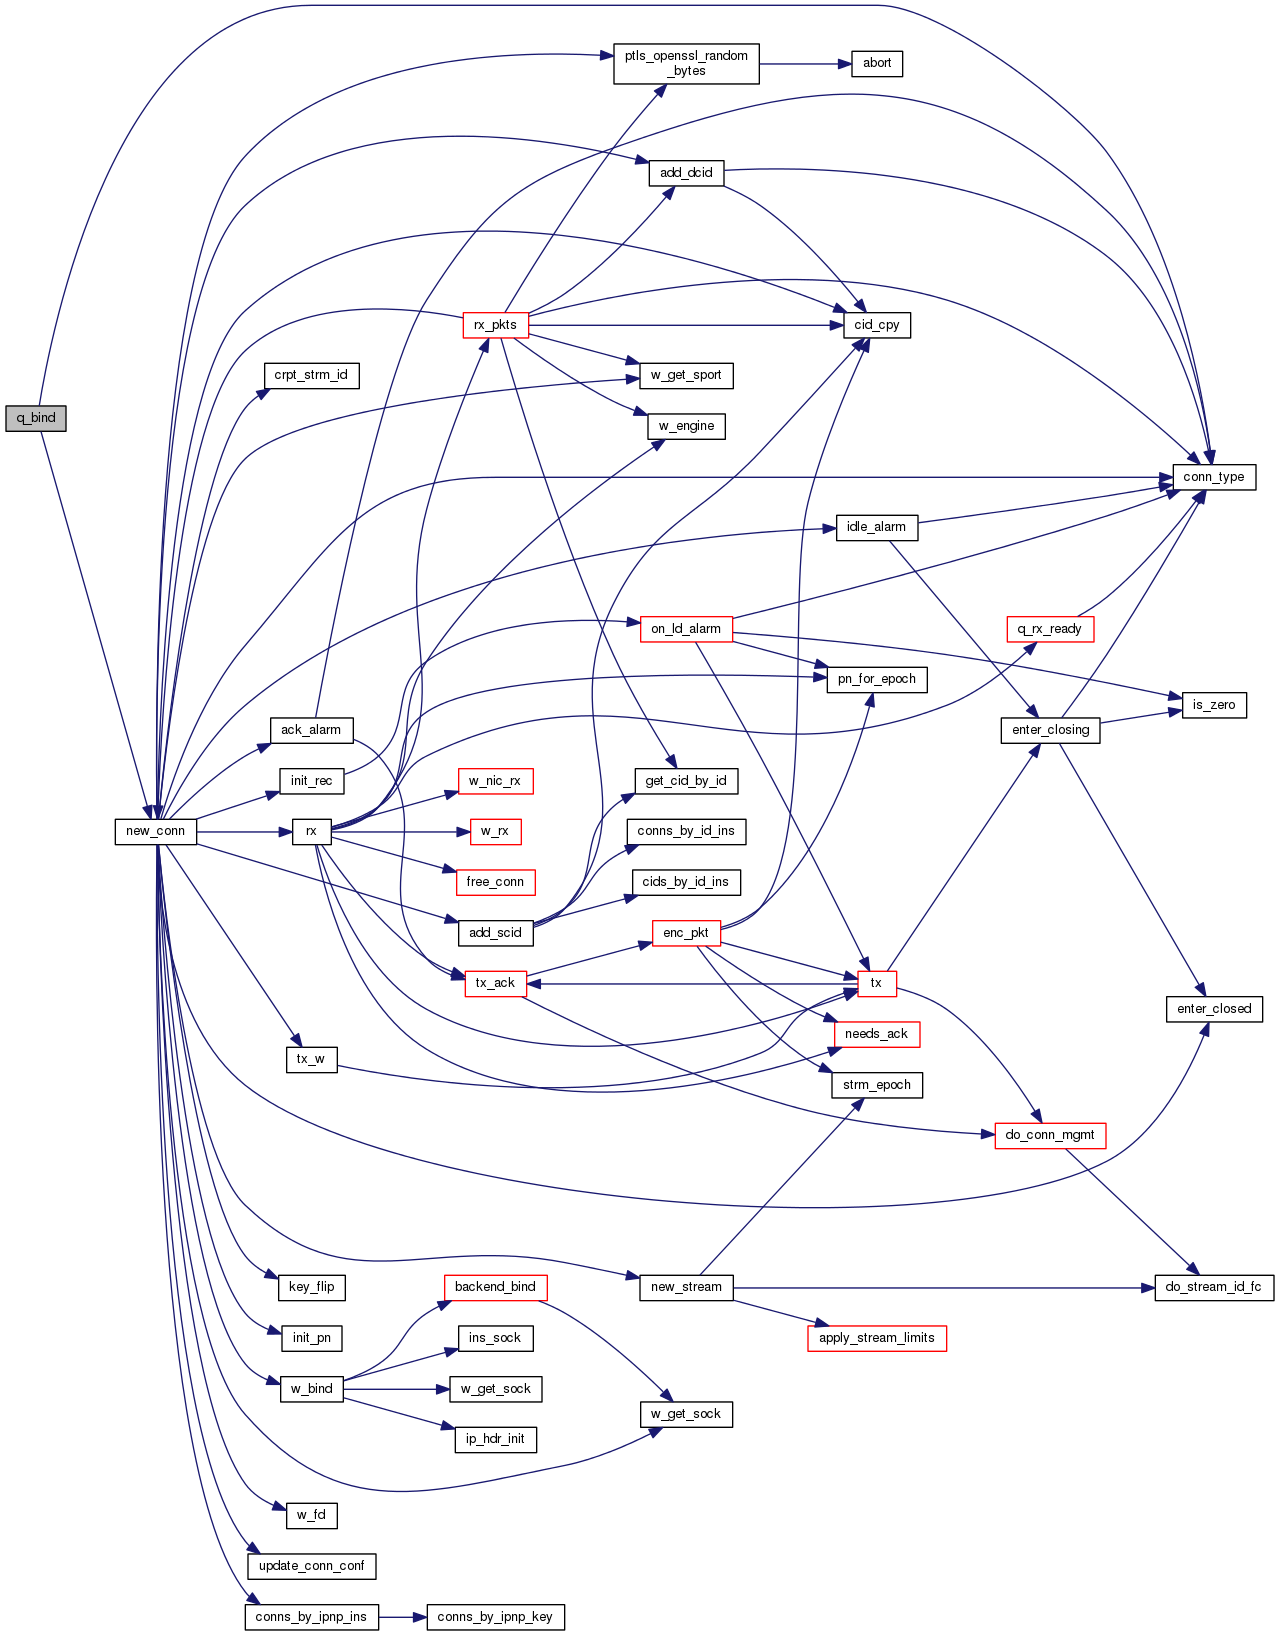 ptls_openssl_random
_bytes
abort
add_dcid
rx_pkts
cid_cpy
crpt_strm_id
w_get_sport
q_bind
w_engine
conn_type
idle_alarm
on_ld_alarm
q_rx_ready
pn_for_epoch
is_zero
ack_alarm
enter_closing
init_rec
w_nic_rx
get_cid_by_id
new_conn
rx
w_rx
conns_by_id_ins
free_conn
cids_by_id_ins
add_scid
enc_pkt
tx_ack
tx
enter_closed
needs_ack
tx_w
strm_epoch
do_conn_mgmt
key_flip
backend_bind
new_stream
do_stream_id_fc
init_pn
ins_sock
apply_stream_limits
w_bind
w_get_sock
w_get_sock
ip_hdr_init
w_fd
update_conn_conf
conns_by_ipnp_ins
conns_by_ipnp_key